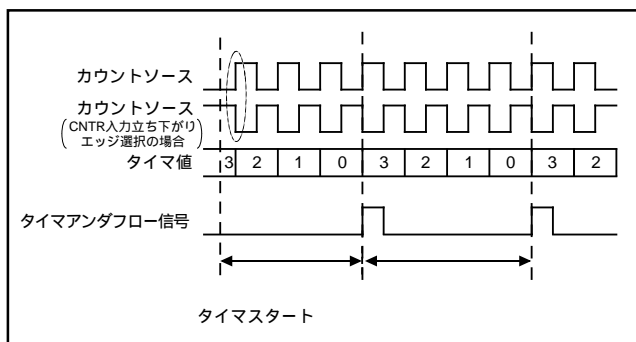 カウントソース
カウントソース
(CNTR入力立ち下がり
エッジ選択の場合)
タイマ値 3 2 1 0 3 2 1 0 3 2
タイマアンダフロー信号
タイマスタート